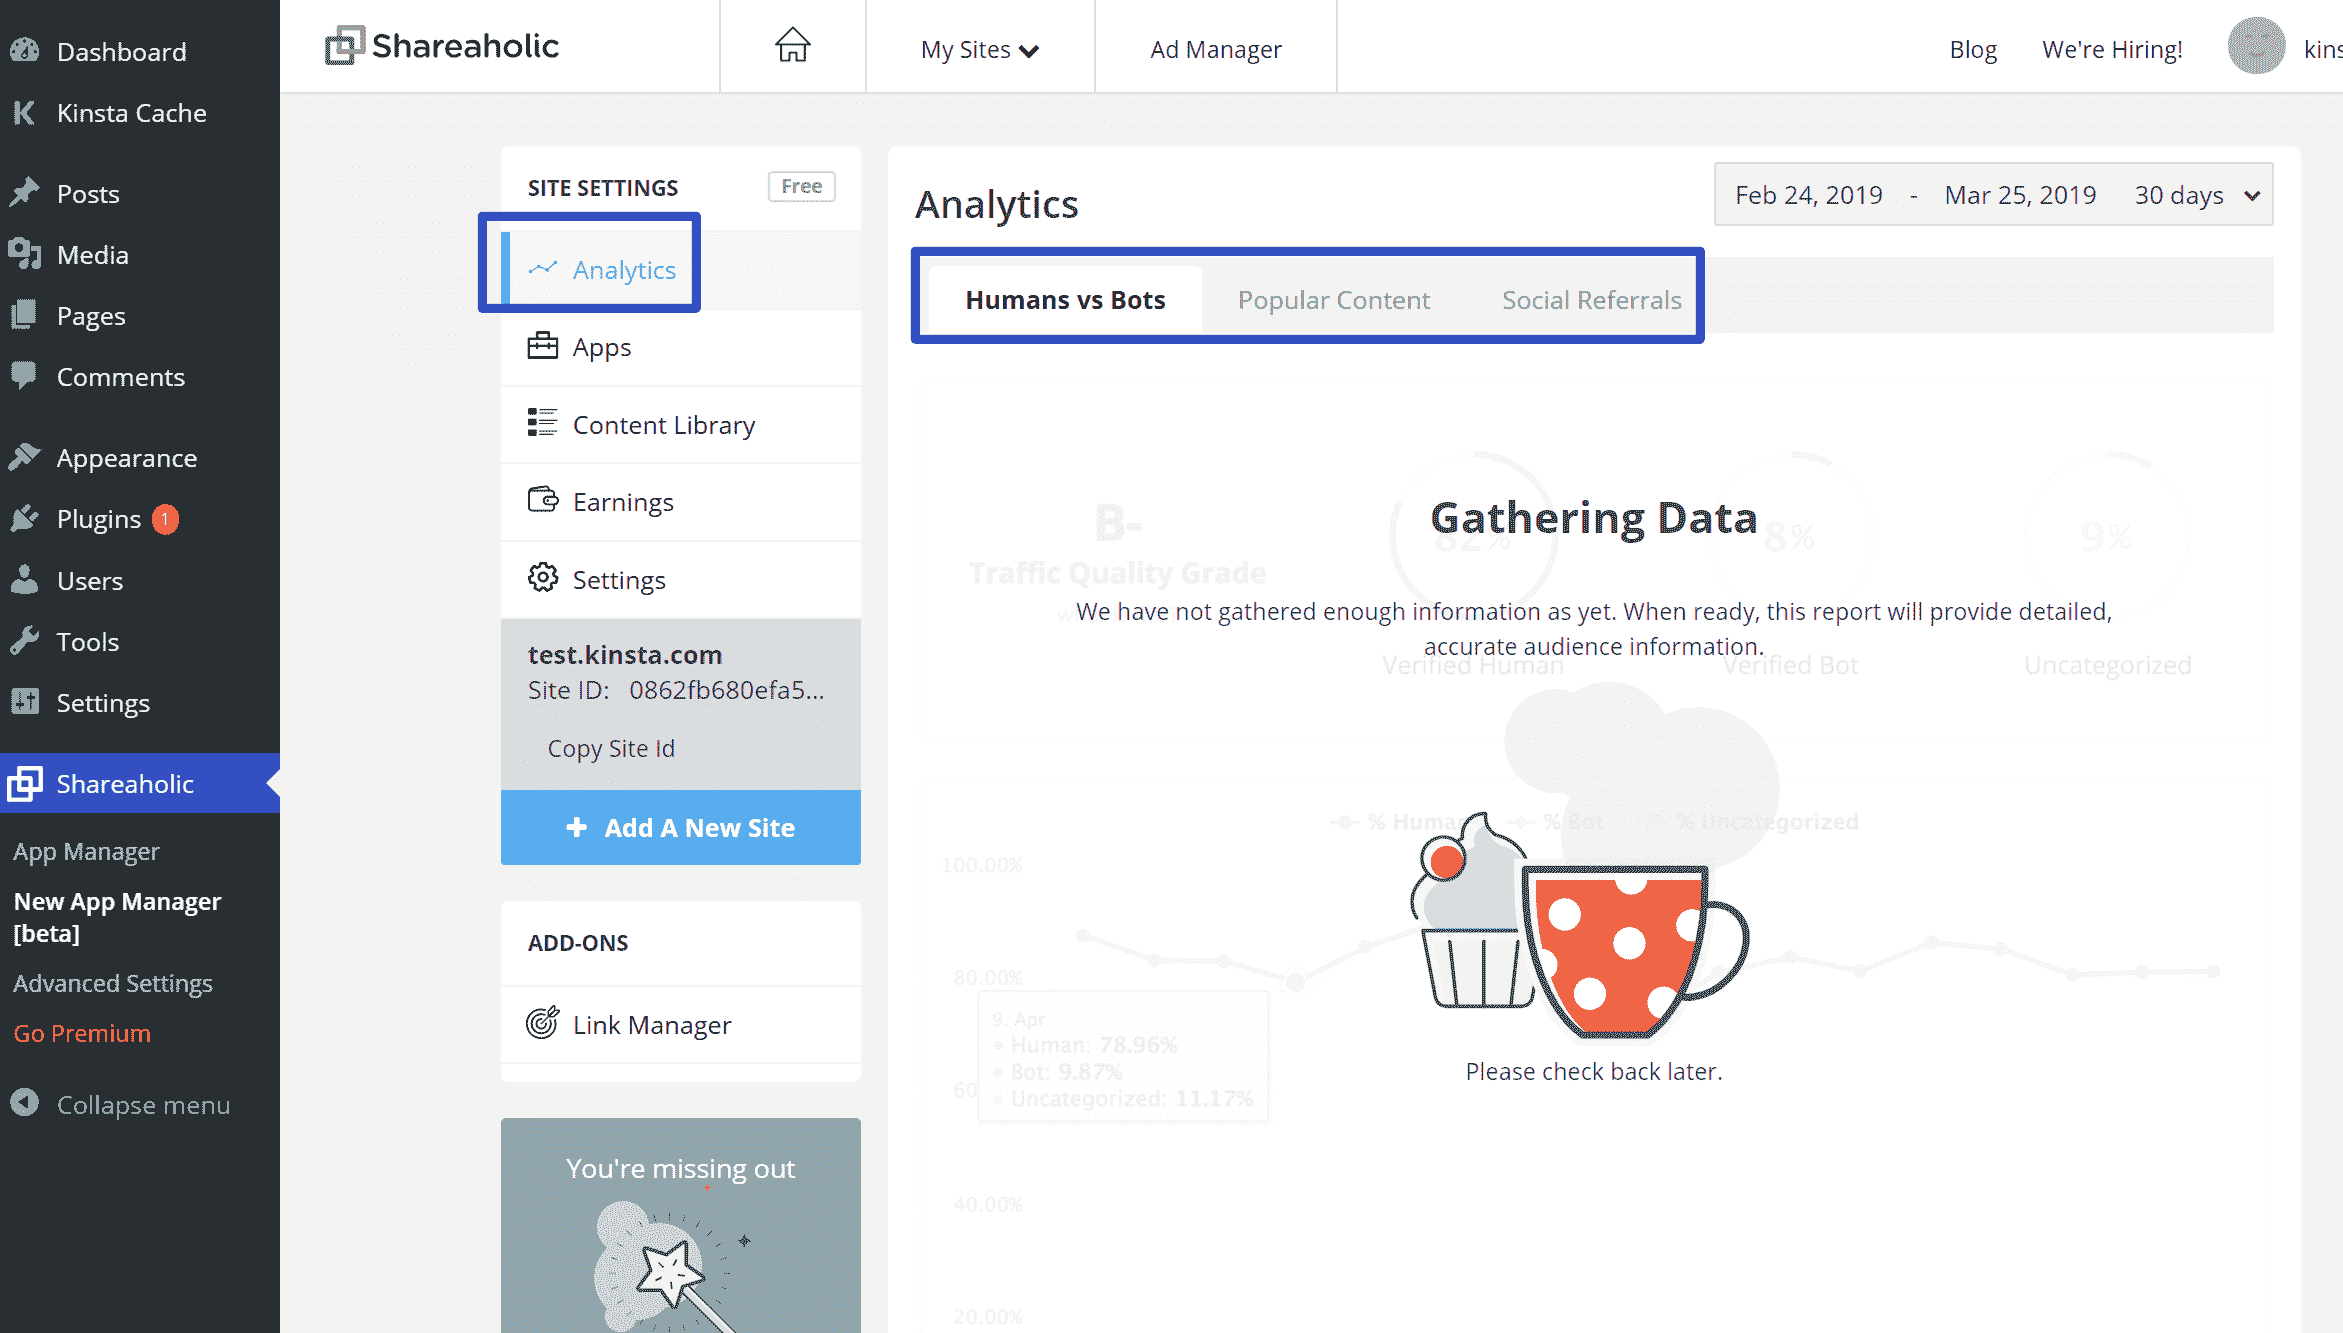 Dashboard
Kinsta Cache
Posts
Media
Pages
Comments
Appearance
Plugins 1
Users
Tools
Settings
Shareaholic
App Manager
New App Manager
[beta]
Advanced Settings
Go Premium
Collapse menu
Shareaholic
My Sites
Ad Manager
Blog
We're Hiring!
kins
SITE SETTINGS
Free
Analytics
Apps
Content Library
Earnings
Settings
test.kinsta.com
Site ID: 0862fb680efa5...
Copy Site Id
+ Add A New Site
ADD-ONS
Link Manager
You're missing out
Analytics
Feb 24, 2019 - Mar 25, 2019 30 days
Humans vs Bots
Popular Content
Social Referrals
Gathering Data
B-
82%
8%
9%
Traffic Quality Grade
We have not gathered enough information as yet. When ready, this report will provide detailed,
accurate audience information.
Verified Human
Verified Bot
Uncategorized
% Human
% Bot
% Uncategorized
100.00%
80.00%
9. Apr
Human: 78.96%
Bot: 9.87%
Uncategorized: 11.17%
60
Please check back later.
40.00%
20.00%